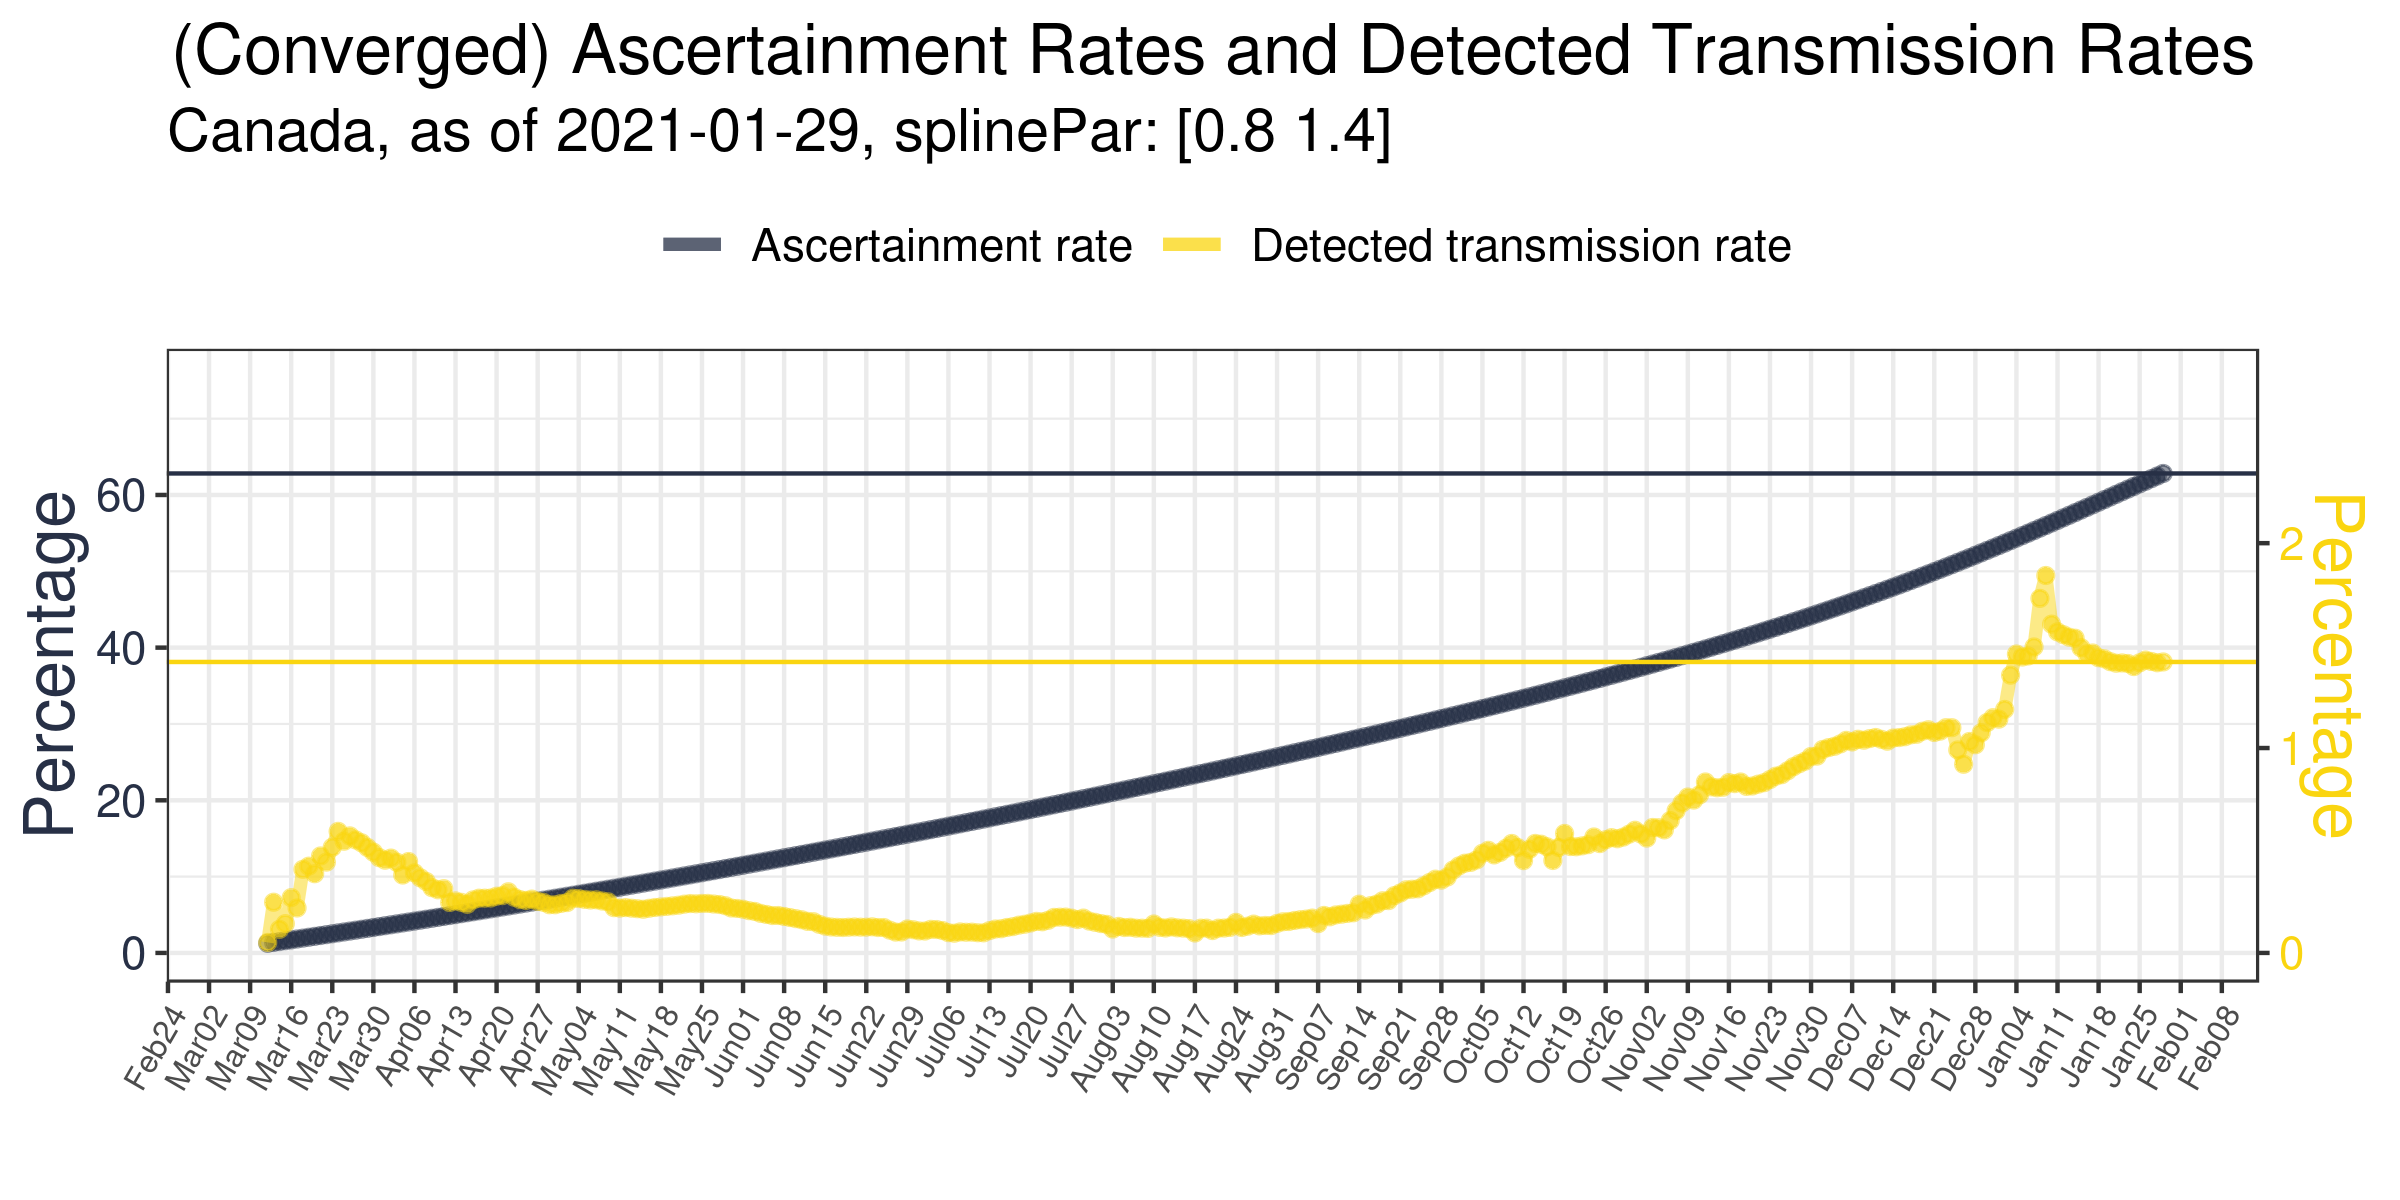 (Converged) Ascertainment Rates and Detected Transmission Rates
Canada, as of 2021-01-29, splinePar: [0.8 1.4]
Ascertainment rate
Detected transmission rate
Percentage
60
40
20
0
Percentage
2
1
0
Feb24
Mar02
Mar09
Mar16
Mar23
Mar30
Apr06
Apr13
Apr20
Apr27
May04
May11
May18
May25
Jun01
Jun08
Jun15
Jun22
Jun29
Jul06
Jul13
Jul20
Jul27
Aug03
Aug10
Aug17
Aug24
Aug31
Sep07
Sep14
Sep21
Sep28
Oct05
Oct12
Oct19
Oct26
Nov02
Nov09
Nov16
Nov23
Nov30
Dec07
Dec14
Dec21
Dec28
Jan04
Jan11
Jan18
Jan25
Feb01
Feb08